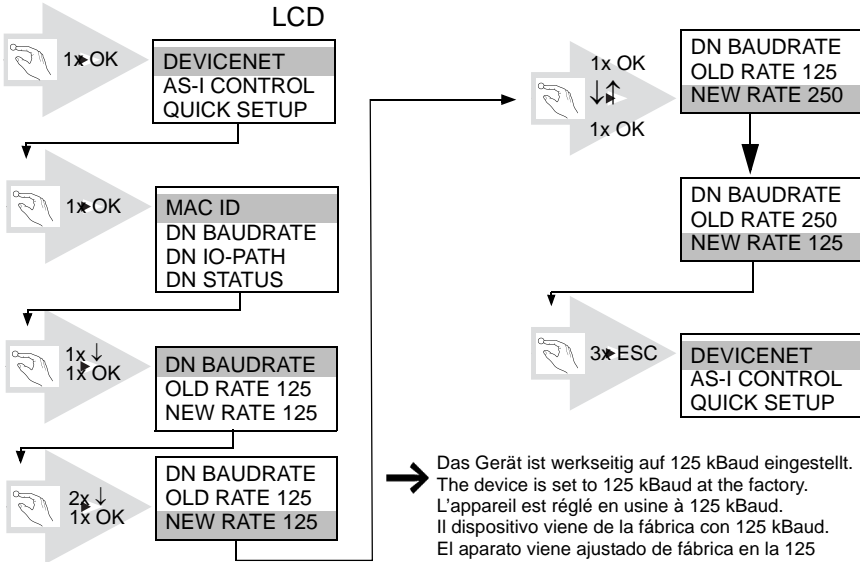 LCD
1x OK
DEVICENET
AS-I CONTROL
QUICK SETUP
1x OK
MAC ID
DN BAUDRATE
DN IO-PATH
DN STATUS
1x ↓
1x OK
DN BAUDRATE
OLD RATE 125
NEW RATE 125
2x ↓
1x OK
DN BAUDRATE
OLD RATE 125
NEW RATE 125
1x OK
↓↑
1x OK
DN BAUDRATE
OLD RATE 125
NEW RATE 250
DN BAUDRATE
OLD RATE 250
NEW RATE 125
3x ESC
DEVICENET
AS-I CONTROL
QUICK SETUP
Das Gerät ist werkseitig auf 125 kBaud eingestellt.
The device is set to 125 kBaud at the factory.
L'appareil est réglé en usine à 125 kBaud.
Il dispositivo viene de la fábrica con 125 kBaud.
El aparato viene ajustado de fábrica en la 125